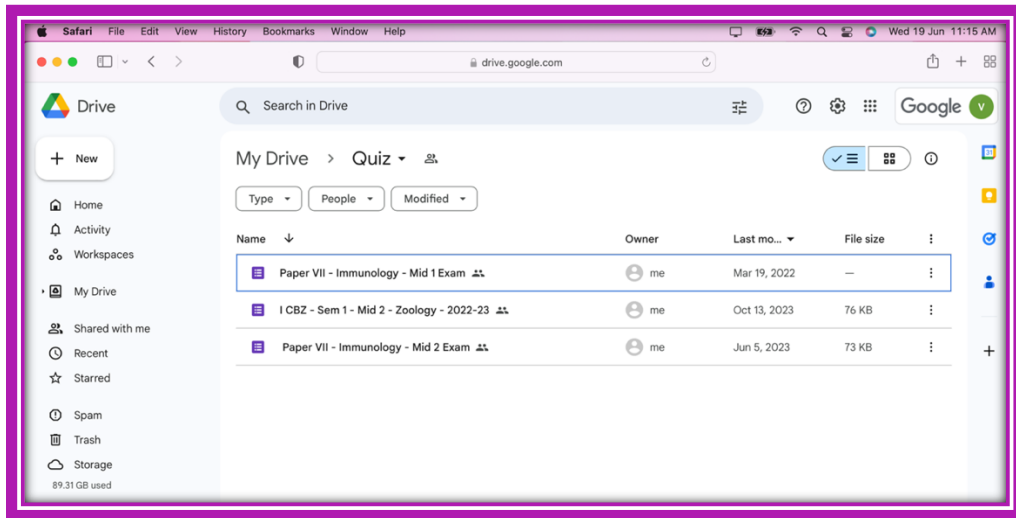 Safari File Edit View History Bookmarks Window Help Wed 19 Jun 11:15 AM
drive.google.com
Drive Search in Drive Google V
New My Drive > Quiz 31
Type People Modified
Home
Activity
Name Owner Last mo... File size
Workspaces
Paper VII - Immunology - Mid 1 Exam me Mar 19, 2022 —
My Drive
I CBZ - Sem 1 - Mid 2 - Zoology - 2022-23 me Oct 13, 2023 76 KB
Shared with me
Paper VII - Immunology - Mid 2 Exam me Jun 5, 2023 73 KB
Recent
Starred
Spam
Trash
Storage
89.31 GB used